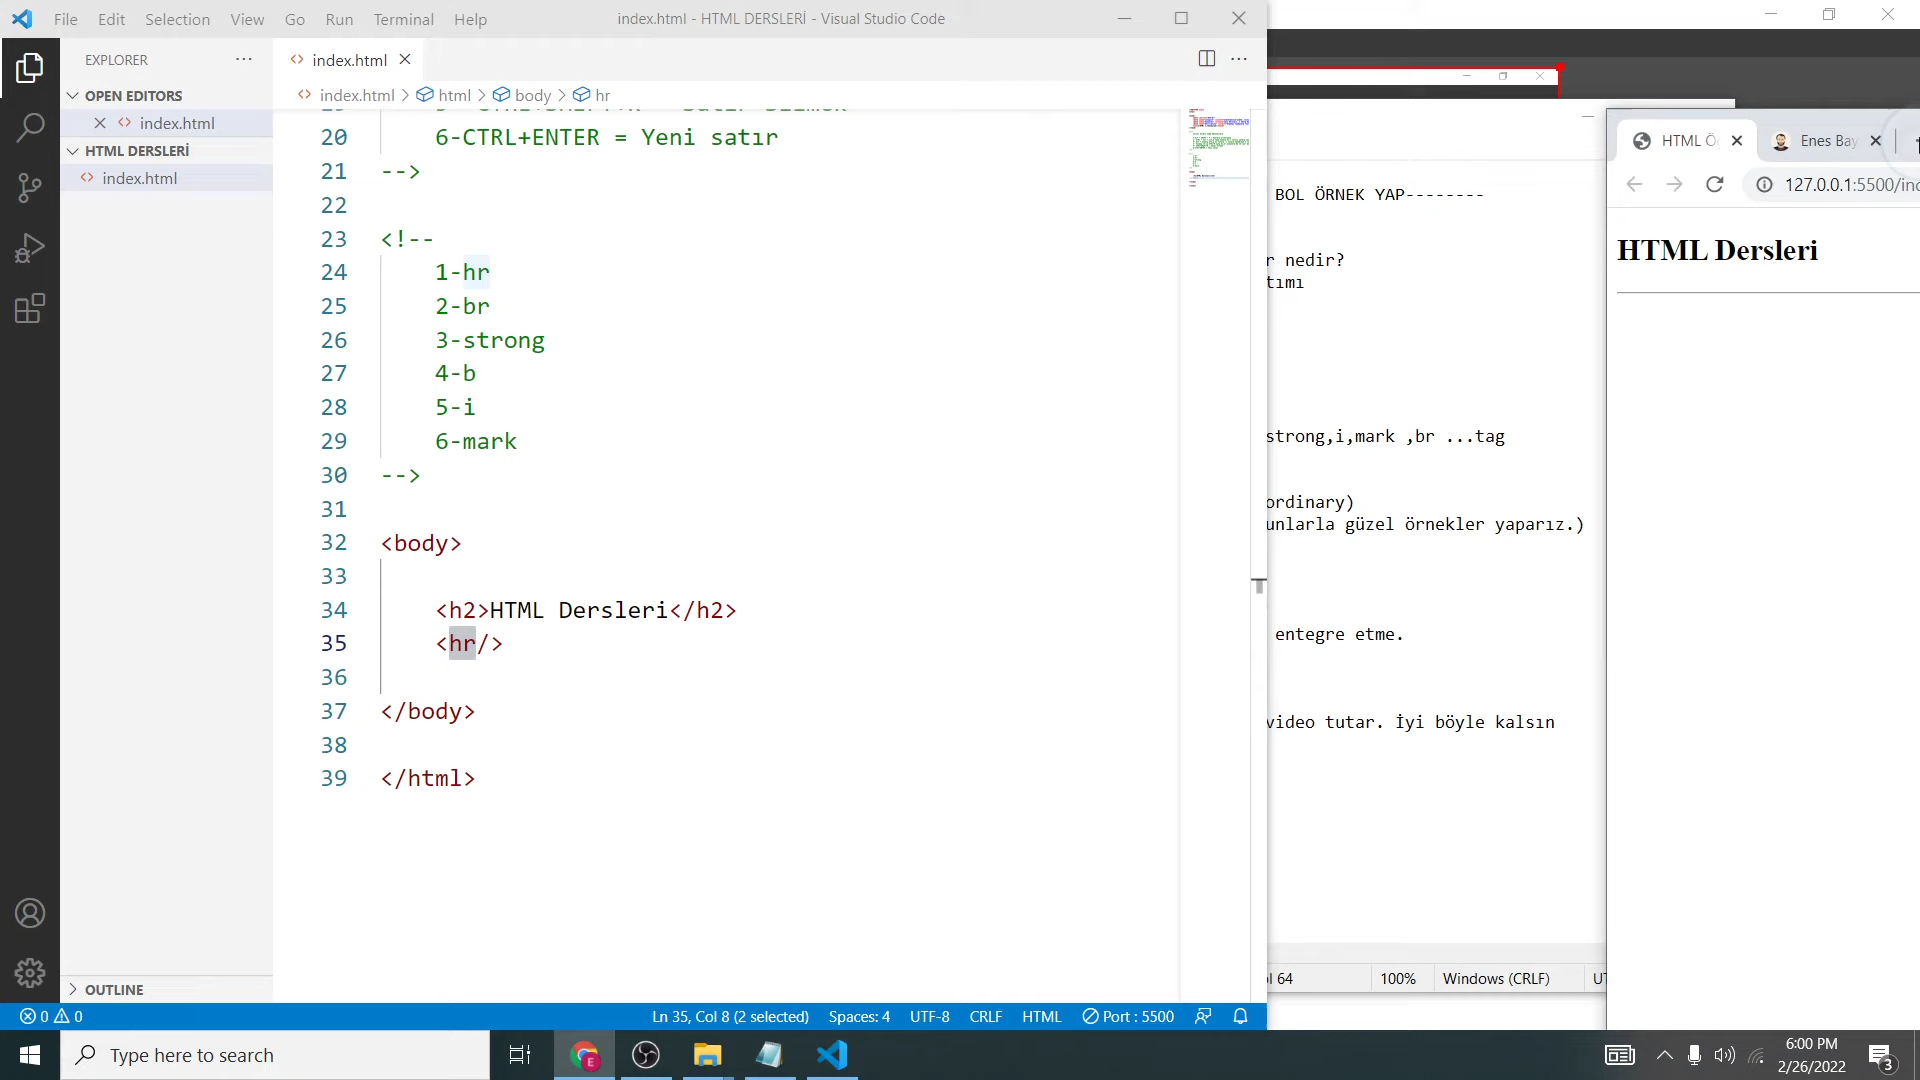 File Edit Selection View Go Run Terminal Help
index.html - HTML DERSLERİ - Visual Studio Code
EXPLORER
OPEN EDITORS
index.html
HTML DERSLERİ
index.html
OUTLINE
index.html
index.html > html > body > hr
20 6-CTRL+ENTER = Yeni satır
21 -->
22
23 <!--
24 1-hr
25 2-br
26 3-strong
27 4-b
28 5-i
29 6-mark
30 -->
31
32 <body>
33
34 <h2>HTML Dersleri</h2>
35 <hr/>
36
37 </body>
38
39 </html>
BOL ÖRNEK YAP--------
r nedir?
tımı
strong,i,mark ,br ...tag
ordinary)
unlarla güzel örnekler yaparız.)
entegre etme.
video tutar. İyi böyle kalsın
100% Windows (CRLF)
Enes Bay
127.0.0.1:5500/in
HTML Dersleri
0 0
Ln 35, Col 8 (2 selected) Spaces: 4 UTF-8 CRLF HTML Port : 5500
Type here to search
6:00 PM
2/26/2022
3